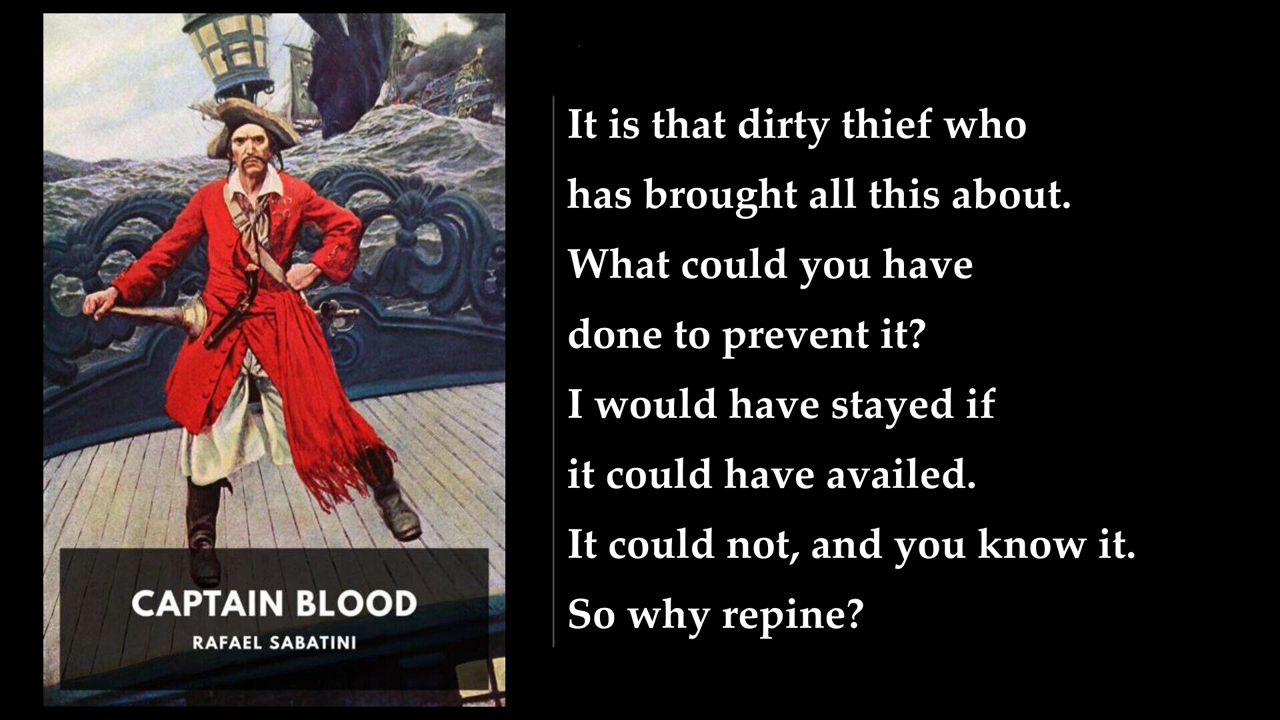 CAPTAIN BLOOD
RAFAEL SABATINI
It is that dirty thief who
has brought all this about.
What could you have
done to prevent it?
I would have stayed if
it could have availed.
It could not, and you know it.
So why repine?